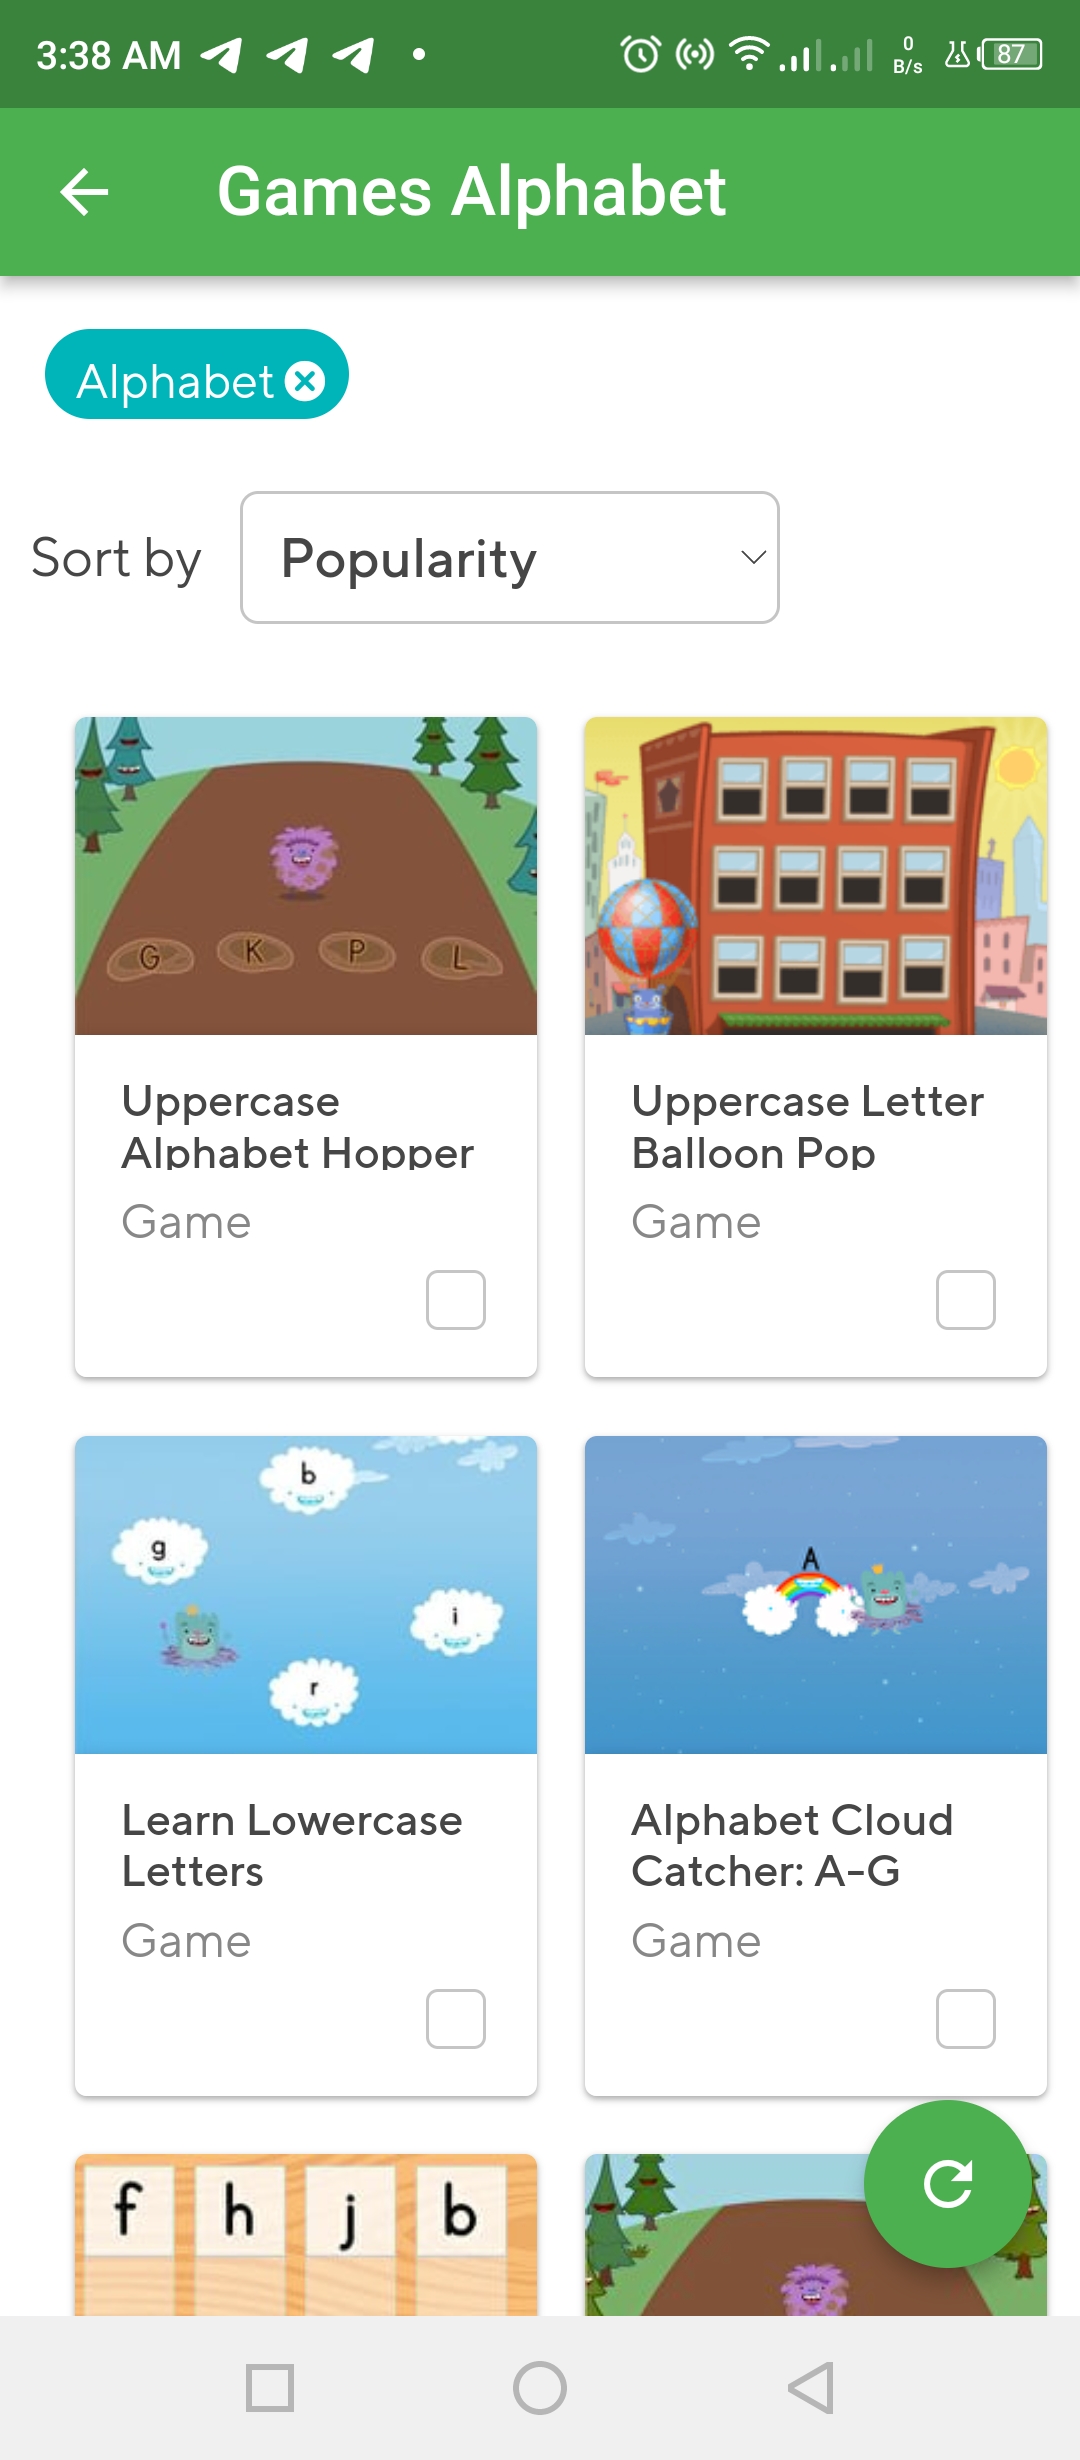 3:38 AM
0
B/s
87
Games Alphabet
Alphabet
Sort by
Popularity
G K P L
Uppercase
Alphabet Hopper
Game
Uppercase Letter
Balloon Pop
Game
b
g
i
r
A
Learn Lowercase
Letters
Game
Alphabet Cloud
Catcher: A-G
Game
f h j b